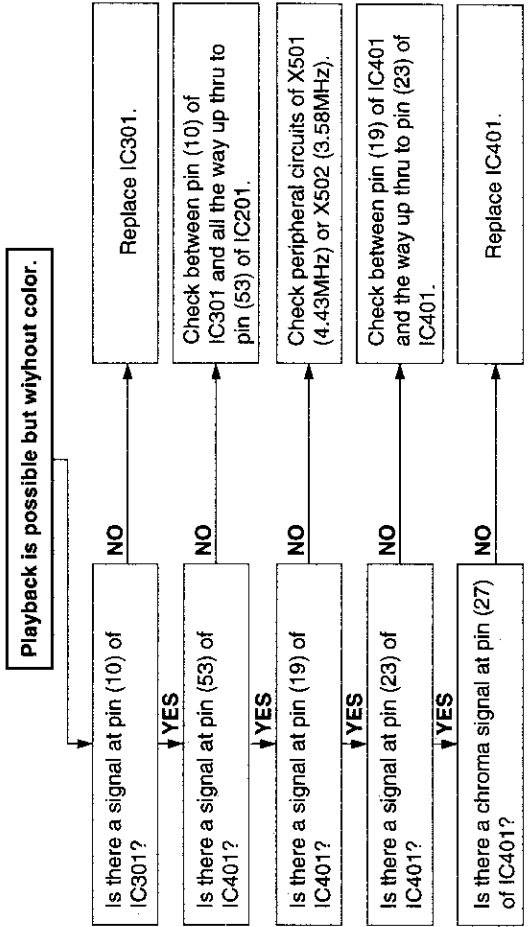 Playback is possible but wiyhout color.
Is there a signal at pin (10) of
IC301?
NO
Replace IC301.
YES
Is there a signal at pin (53) of
IC401?
NO
Check between pin (10) of
IC301 and all the way up thru to
pin (53) of IC201.
YES
Is there a signal at pin (19) of
IC401?
NO
Check peripheral circuits of X501
(4.43MHz) or X502 (3.58MHz).
YES
Is there a signal at pin (23) of
IC401?
NO
Check between pin (19) of IC401
and the way up thru to pin (23) of
IC401.
YES
Is there a chroma signal at pin (27)
of IC401?
NO
Replace IC401.